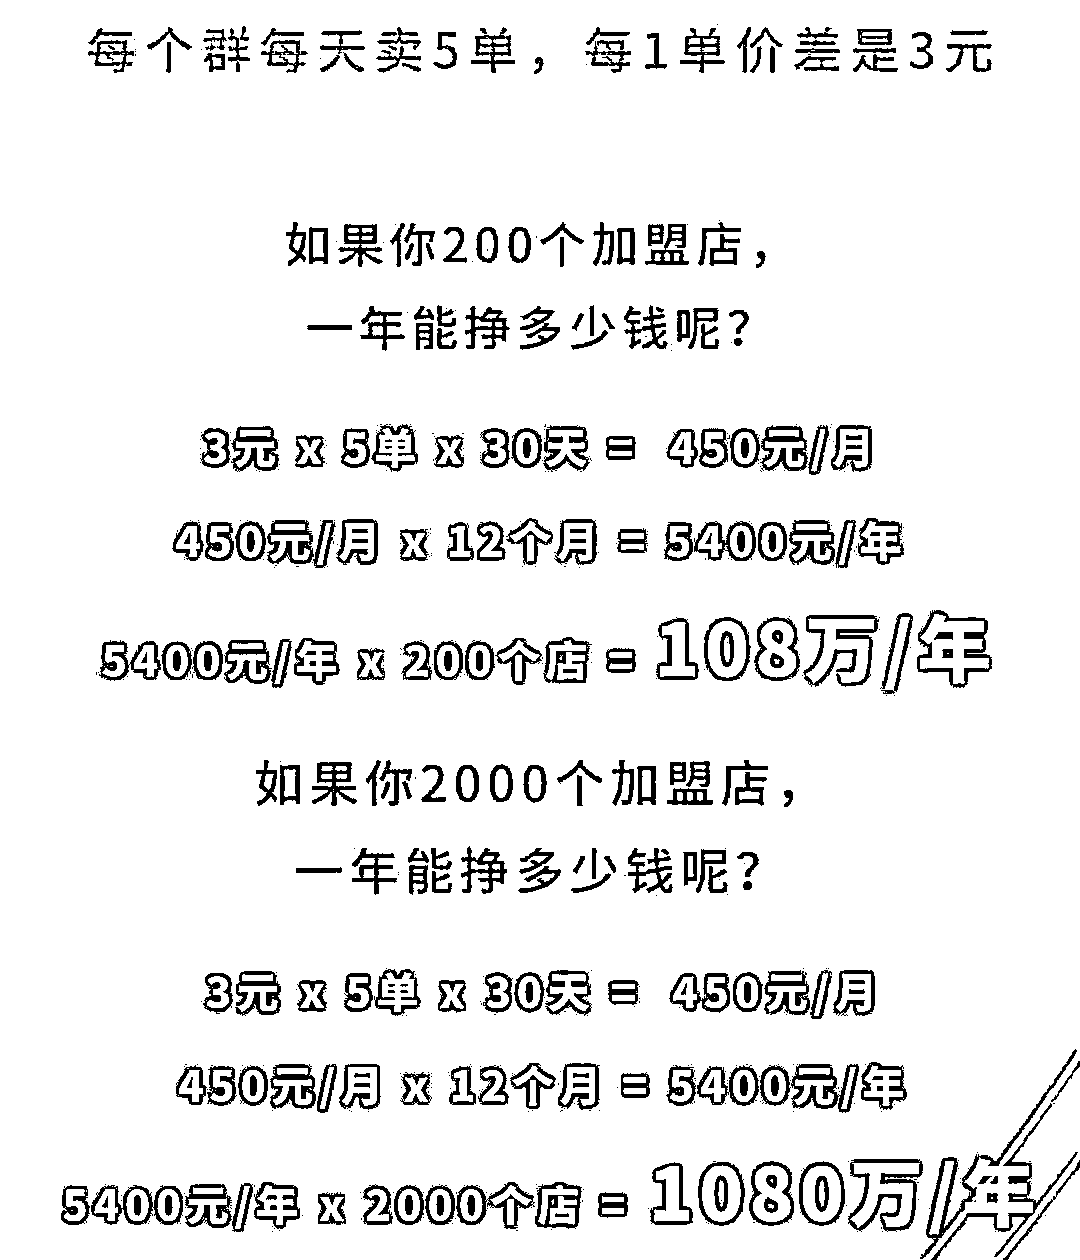 每个群每天卖5单，每1单价差是3元
如果你200个加盟店，
一年能挣多少钱呢？
3元 x 5单 x 30天 = 450元/月
450元/月 x 12个月 = 5400元/年
5400元/年 x 200个店 = 108万/年
如果你2000个加盟店，
一年能挣多少钱呢？
3元 x 5单 x 30天 = 450元/月
450元/月 x 12个月 = 5400元/年
5400元/年 x 2000个店 = 1080万/年